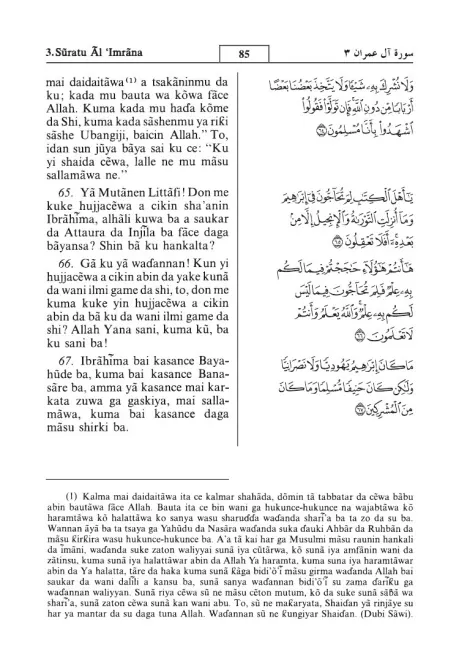 3. Sūratu Āl ‘Imrāna
85
سورة آل عمران ٣
mai daidaitāwa⁽¹⁾ a tsakāninmu da
ku; kada mu bauta wa kōwa fāce
Allah. Kuma kada mu haɗa kōme
da Shi, kuma kada sāshenmu ya riƙi
sāshe Ubangiji, baicin Allah.” To,
idan sun jūya bāya sai ku ce: “Ku
yi shaida cēwa, lalle ne mu māsu
sallamāwa ne.”
65. Yā Mutānen Littāfi! Don me
kuke hujjacēwa a cikin sha'anin
Ibrāhīma, alhāli kuwa ba a saukar
da Attaura da Injīla ba fāce daga
bāyansa? Shin bā ku hankalta?
66. Gā ku yā waɗannan! Kun yi
hujjacēwa a cikin abin da yake kunā
da wani ilmi game da shi, to, don me
kuma kuke yin hujjacēwa a cikin
abin da bā ku da wani ilmi game da
shi? Allah Yana sani, kuma kū, ba
ku sani ba!
67. Ibrāhīma bai kasance Baya-
hūde ba, kuma bai kasance Bana-
sāre ba, amma yā kasance mai kar-
kata zuwa ga gaskiya, mai salla-
māwa, kuma bai kasance daga
māsu shirki ba.
وَلَا نُشْرِكَ بِهِۦ شَيْـًٔا وَلَا يَتَّخِذَ بَعْضُنَا بَعْضًا
أَرْبَابًا مِّن دُونِ ٱللَّهِ فَإِن تَوَلَّوْا۟ فَقُولُوا۟
ٱشْهَدُوا۟ بِأَنَّا مُسْلِمُونَ ٦٤
يَـٰٓأَهْلَ ٱلْكِتَـٰبِ لِمَ تُحَآجُّونَ فِىٓ إِبْرَٰهِيمَ
وَمَآ أُنزِلَتِ ٱلتَّوْرَىٰةُ وَٱلْإِنجِيلُ إِلَّا مِنۢ
بَعْدِهِۦٓ أَفَلَا تَعْقِلُونَ ٦٥
هَـٰٓأَنتُمْ هَـٰٓؤُلَآءِ حَـٰجَجْتُمْ فِيمَا لَكُم
بِهِۦ عِلْمٌ فَلِمَ تُحَآجُّونَ فِيمَا لَيْسَ
لَكُم بِهِۦ عِلْمٌ وَٱللَّهُ يَعْلَمُ وَأَنتُمْ
لَا تَعْلَمُونَ ٦٦
مَا كَانَ إِبْرَٰهِيمُ يَهُودِيًّا وَلَا نَصْرَانِيًّا
وَلَـٰكِن كَانَ حَنِيفًا مُّسْلِمًا وَمَا كَانَ
مِنَ ٱلْمُشْرِكِينَ ٦٧
(1) Kalma mai daidaitāwa ita ce kalmar shahāda, dōmin tā tabbatar da cēwa bābu
abin bautāwa fāce Allah. Bauta ita ce bin wani ga hukunce-hunce na wajabtāwa kō
haramtāwa kō halattāwa ko sanya wasu sharuɗɗa waɗanda sharī'a ba ta zo da su ba.
Wannan āyā ba ta tsaya ga Yahūdu da Nasāra waɗanda suka ɗauki Ahbār da Ruhbān da
māsu ƙirƙira wasu hukunce-hukunce ba. A'a tā kai har ga Musulmi māsu raunin hankali
da īmāni, waɗanda suke zaton waliyyai sunā iya cūtārwa, kō sunā iya amfānin wani da
zātinsu, kuma sunā iya halattāwar abin da Allah Ya haramta, kuma suna iya haramtāwar
abin da Ya halatta, tāre da haka kuma sunā ƙāga bidi'ō'ī māsu girma waɗanda Allah bai
saukar da wani dalīli a kansu ba, sunā sanya waɗannan bidi'ō'ī su zama ɗarīƙu ga
waɗannan waliyyan. Sunā riya cēwa sū ne māsu cēton mutum, kō da suke sunā sāɓā wa
sharī'a, sunā zaton cēwa sunā kan wani abu. To, sū ne maƙaryata, Shaiɗan yā rinjāye su
har ya mantar da su daga tuna Allah. Waɗannan sū ne ƙungiyar Shaiɗan. (Dubi Sāwi).